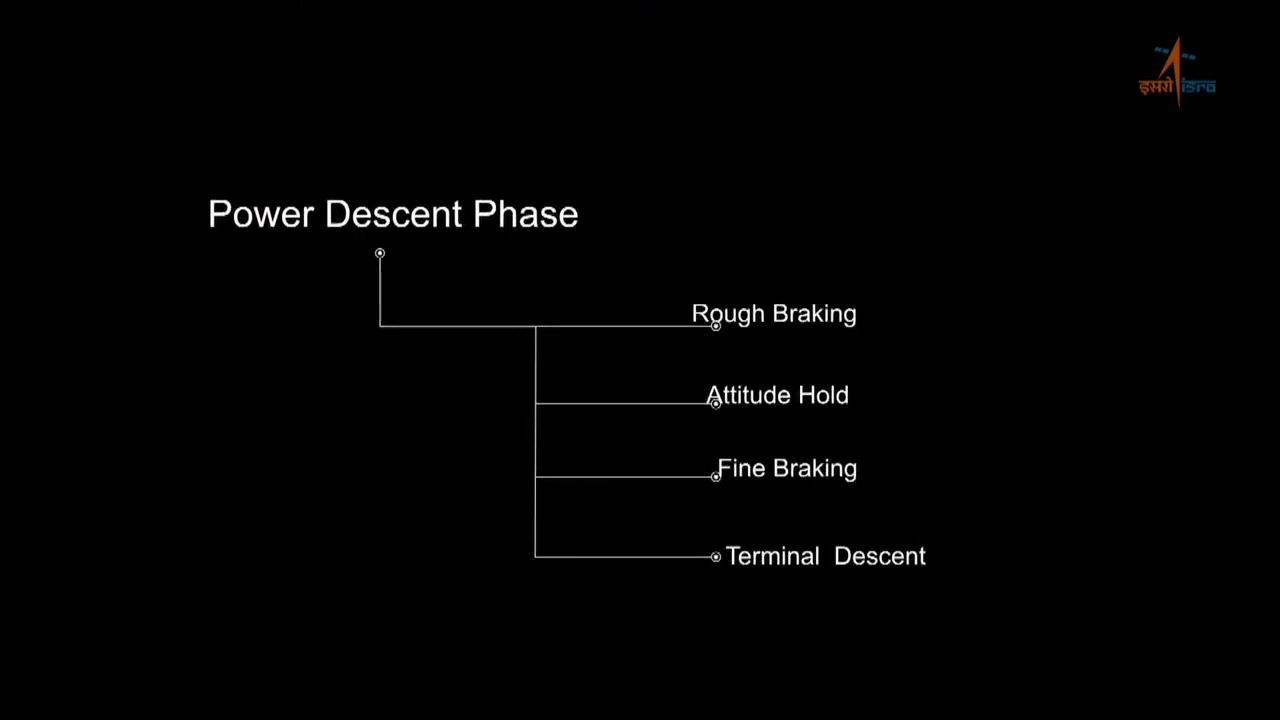 इसरो isro
Power Descent Phase
Rough Braking
Attitude Hold
Fine Braking
Terminal Descent